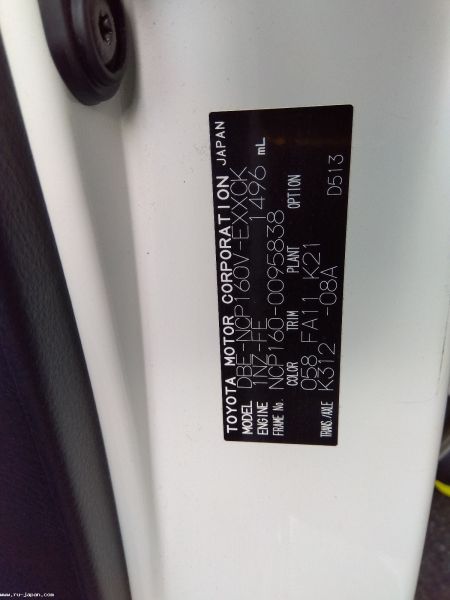 TOYOTA MOTOR CORPORATION JAPAN
MODEL DBE-NCP160V-EXXCK
ENGINE 1NZ-FE 1496 mL
FRAME No. NCP160-0095838
COLOR TRIM PLANT OPTION
058 FA11 K21
TRANS./AXLE K312 -08A D513
www.ru-japan.com